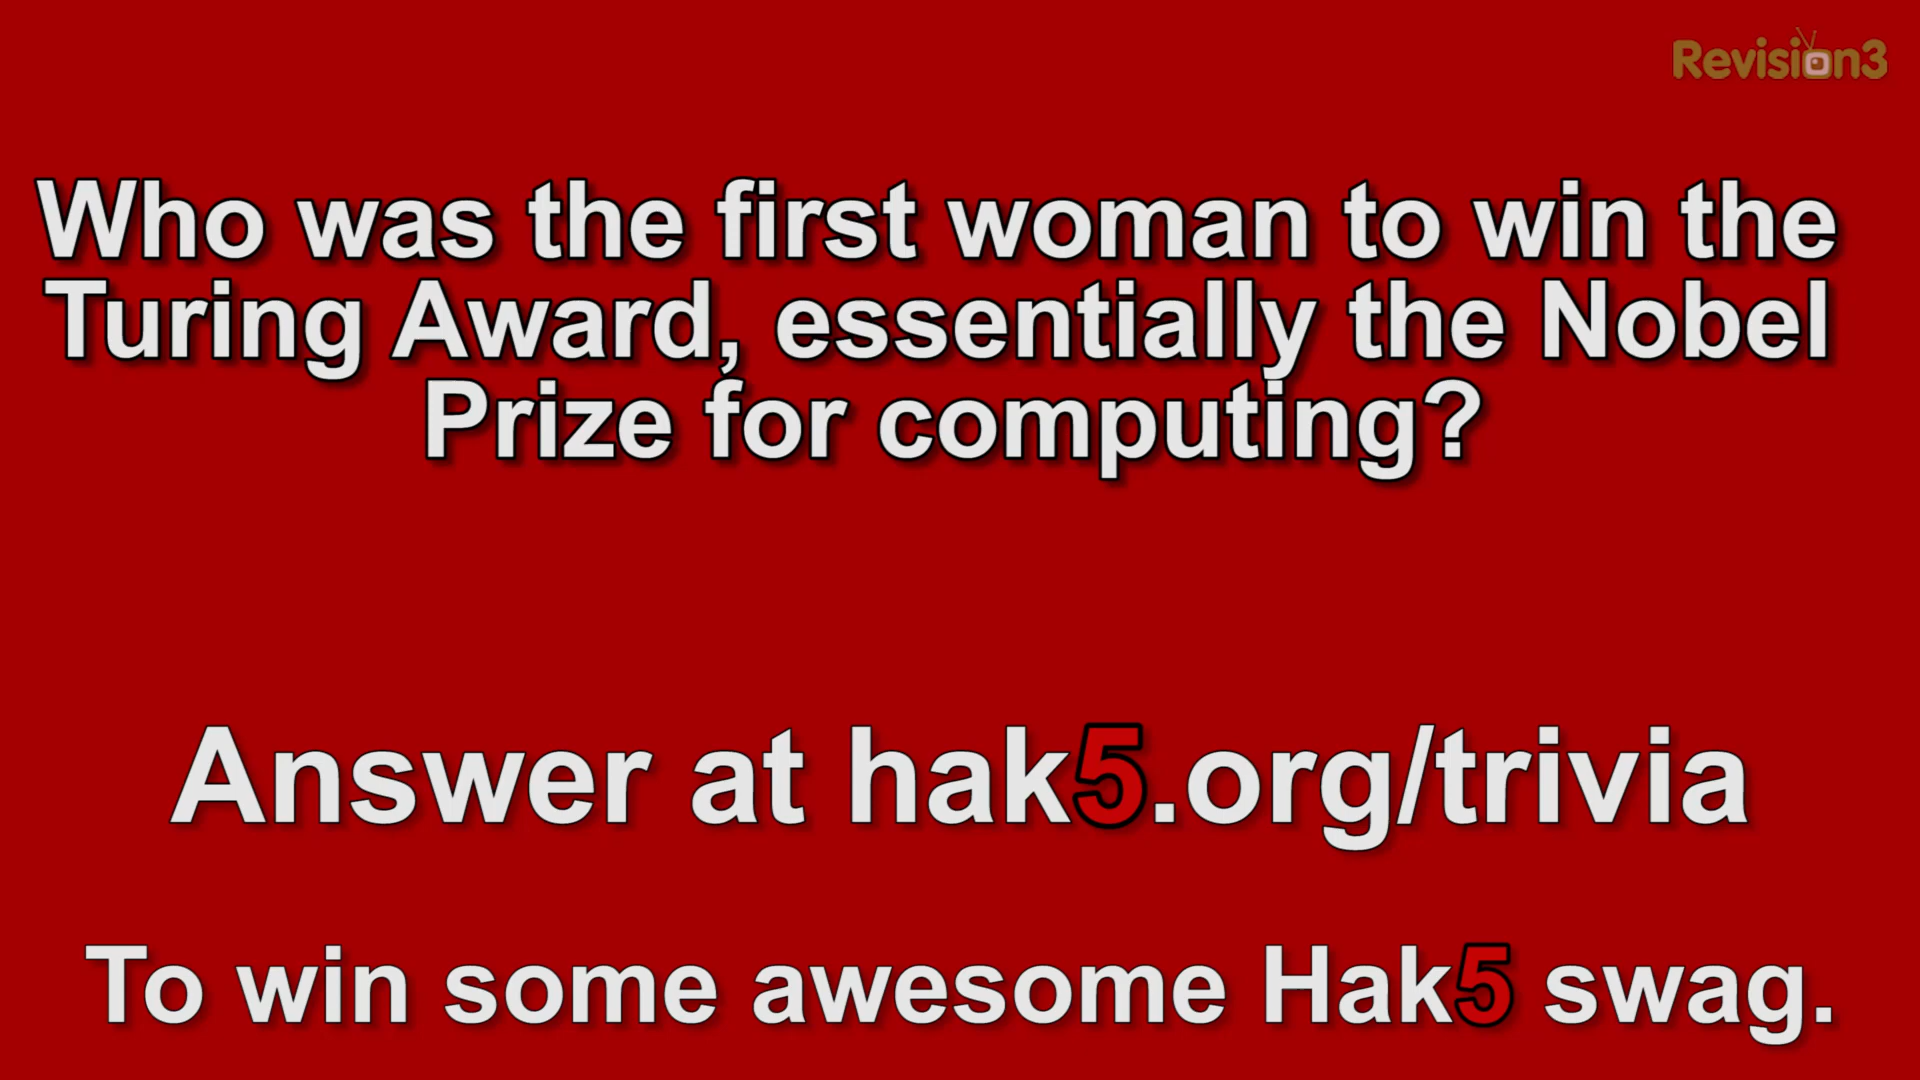 Revision3
Who was the first woman to win the
Turing Award, essentially the Nobel
Prize for computing?
Answer at hak5.org/trivia
To win some awesome Hak5 swag.